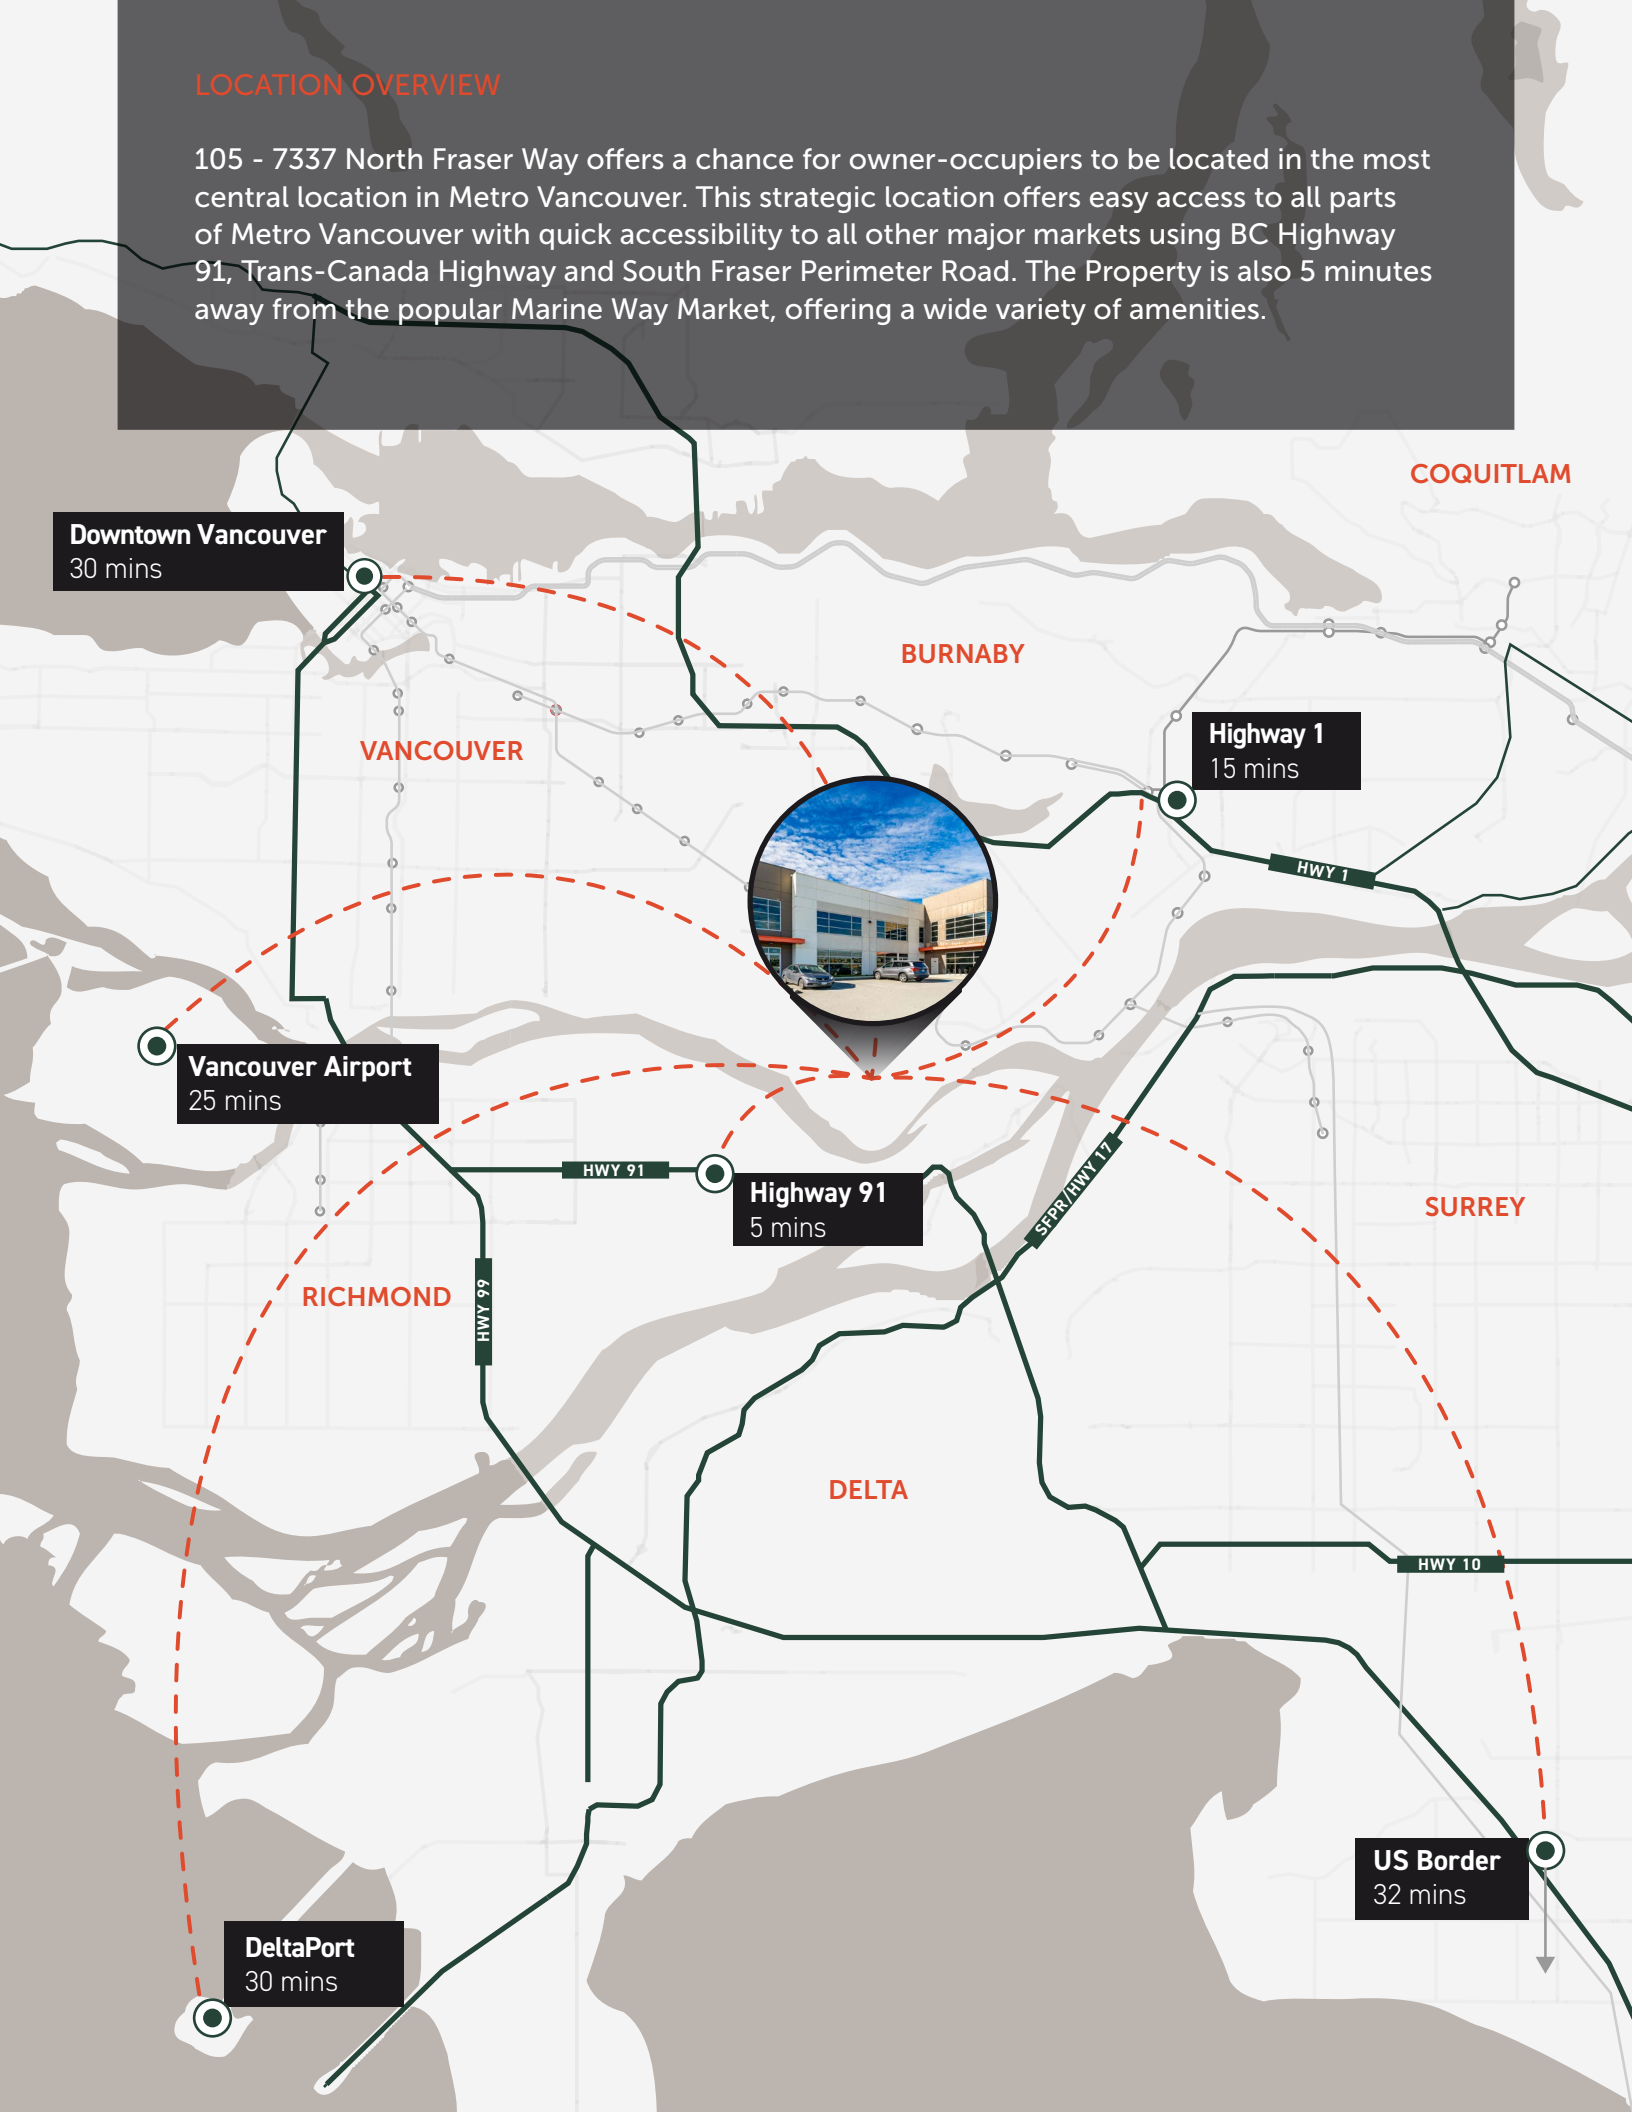 LOCATION OVERVIEW
105 - 7337 North Fraser Way offers a chance for owner-occupiers to be located in the most
central location in Metro Vancouver. This strategic location offers easy access to all parts
of Metro Vancouver with quick accessibility to all other major markets using BC Highway
91, Trans-Canada Highway and South Fraser Perimeter Road. The Property is also 5 minutes
away from the popular Marine Way Market, offering a wide variety of amenities.
COQUITLAM
Downtown Vancouver
30 mins
BURNABY
VANCOUVER
Highway 1
15 mins
HWY 1
Vancouver Airport
25 mins
HWY 91
Highway 91
5 mins
SFPR/HWY 17
SURREY
RICHMOND
HWY 99
DELTA
HWY 10
US Border
32 mins
DeltaPort
30 mins